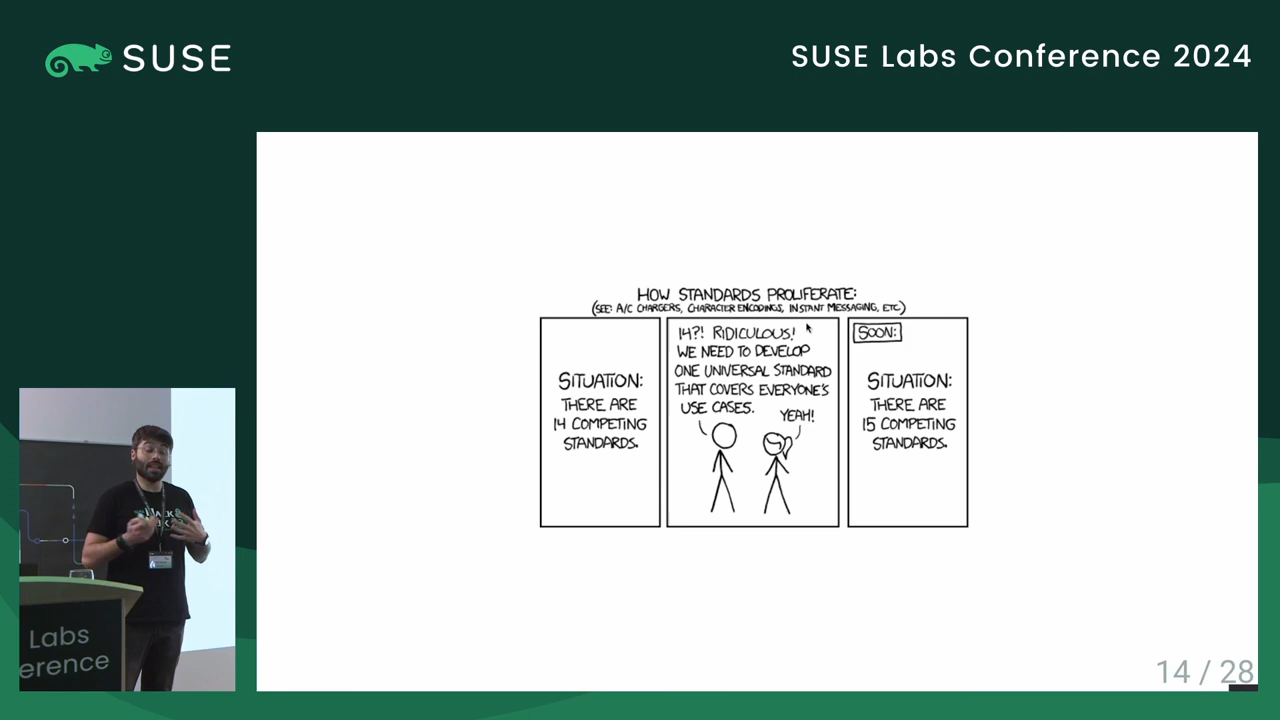 SUSE
SUSE Labs Conference 2024
HOW STANDARDS PROLIFERATE:
(SEE: A/C CHARGERS, CHARACTER ENCODINGS, INSTANT MESSAGING, ETC.)
SITUATION:
THERE ARE
14 COMPETING
STANDARDS.
14?! RIDICULOUS!
WE NEED TO DEVELOP
ONE UNIVERSAL STANDARD
THAT COVERS EVERYONE'S
USE CASES.
YEAH!
SOON:
SITUATION:
THERE ARE
15 COMPETING
STANDARDS.
Labs
erence
14 / 28